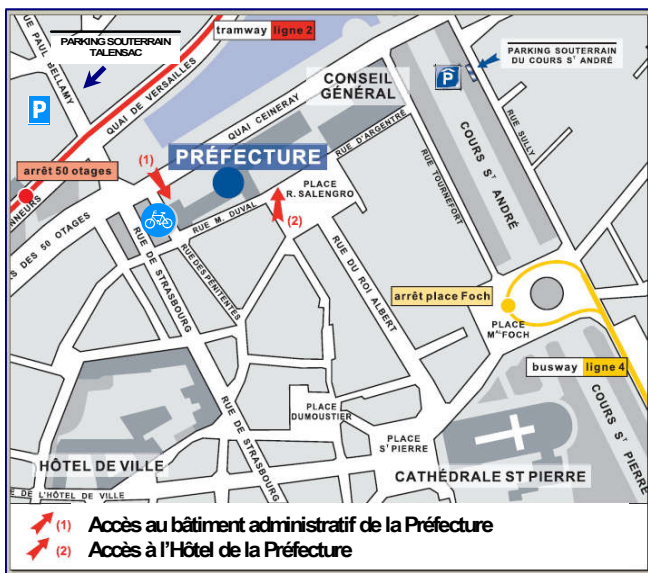 RUE PAUL BELLAMY
PARKING SOUTERRAIN
TALENSAC
tramway ligne 2
QUAI DE VERSAILLES
P
PARKING SOUTERRAIN
DU COURS ST ANDRÉ
P
CONSEIL
GÉNÉRAL
QUAI CEINERAY
RUE D'ARGENTRÉ
RUE SULLY
COURS ST ANDRÉ
RUE TOURNEFORT
(1)
PRÉFECTURE
arrêt 50 otages
PLACE
R. SALENGRO
(2)
RUE M. DUVAL
NNEURS
S DES 50 OTAGES
RUE DE STRASBOURG
RUE DES PÉNITENTES
RUE DU ROI ALBERT
arrêt place Foch
PLACE
MAL FOCH
busway ligne 4
COURS ST PIERRE
PLACE
DUMOUSTIER
RUE DE STRASBOURG
PLACE
ST PIERRE
HÔTEL DE VILLE
CATHÉDRALE ST PIERRE
E DE L'HÔTEL DE VILLE
(1) Accès au bâtiment administratif de la Préfecture
(2) Accès à l'Hôtel de la Préfecture